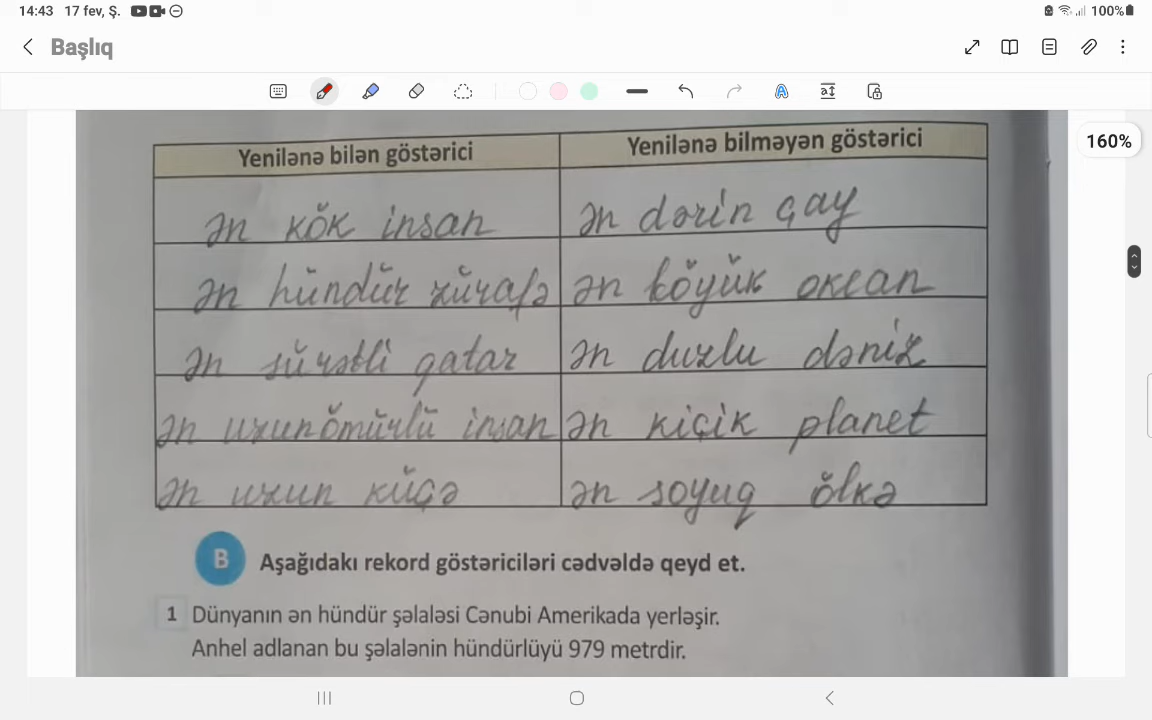 14:43 17 fev, Ş. 100%
Başlıq
160%
Yenilənə bilən göstərici Yenilənə bilməyən göstərici
ən kök insan ən dərin çay
ən hündür zürafə ən böyük okean
ən sürətli qatar ən duzlu dəniz
ən uzunömürlü insan ən kiçik planet
ən uzun küçə ən soyuq ölkə
B Aşağıdakı rekord göstəriciləri cədvəldə qeyd et.
1 Dünyanın ən hündür şəlaləsi Cənubi Amerikada yerləşir.
Anhel adlanan bu şəlalənin hündürlüyü 979 metrdir.